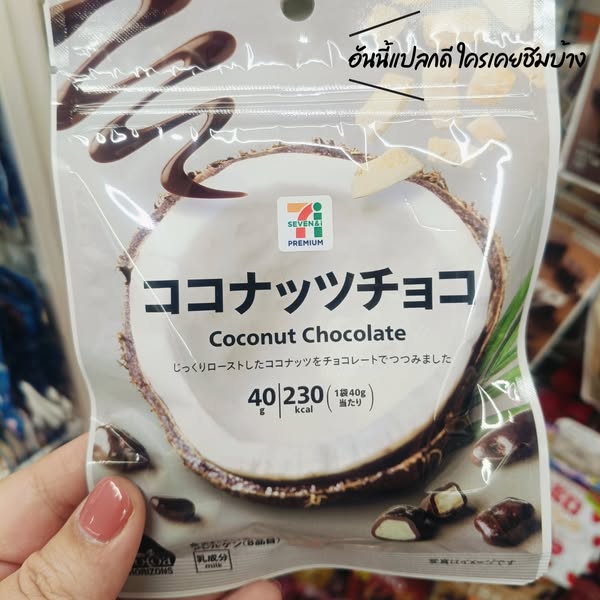 อันนี้แปลกดี ใครเคยชิมบ้าง
SEVEN&i
PREMIUM
ココナッツチョコ
Coconut Chocolate
じっくりローストしたココナッツをチョコレートでつつみました
40g 230kcal (1袋40g当たり)
乳成分
milk
HORIZONS